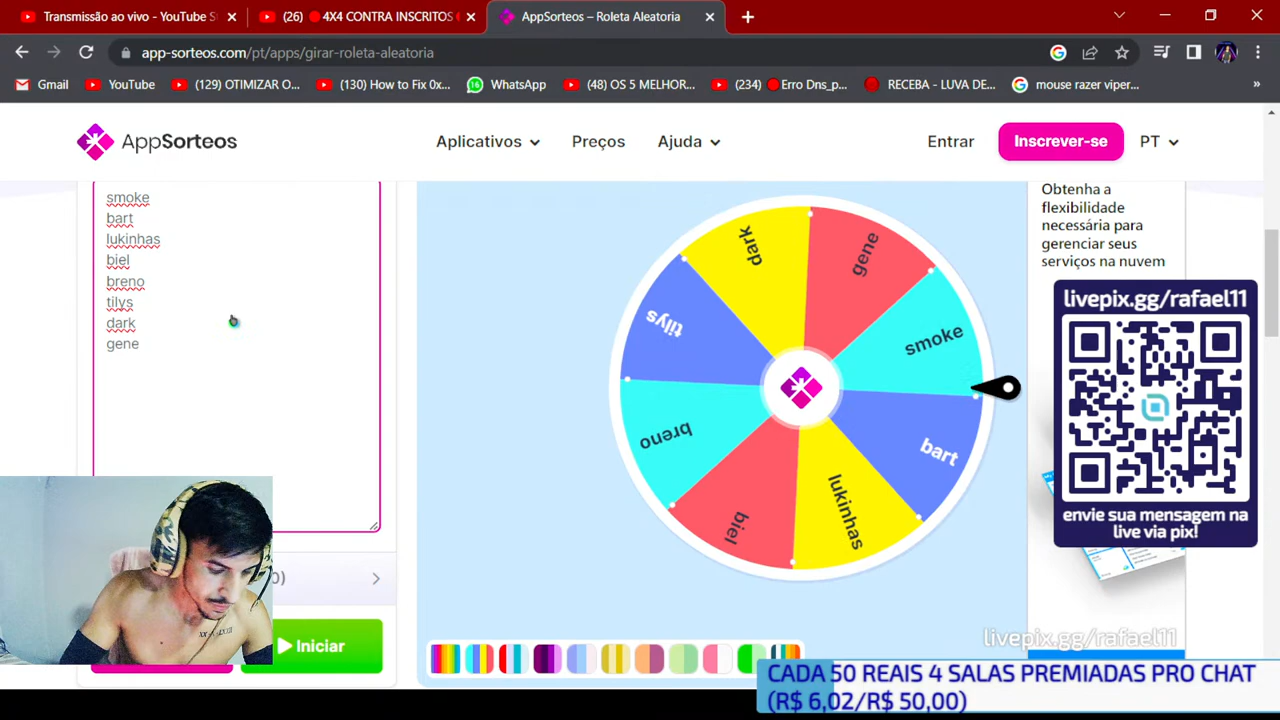 Transmissão ao vivo - YouTube S
(26) 4X4 CONTRA INSCRITOS
AppSorteos – Roleta Aleatoria
app-sorteos.com/pt/apps/girar-roleta-aleatoria
Gmail
YouTube
(129) OTIMIZAR O...
(130) How to Fix 0x...
16
WhatsApp
(48) OS 5 MELHOR...
(234) Erro Dns_p...
RECEBA - LUVA DE...
mouse razer viper...
»
AppSorteos
Aplicativos
Preços
Ajuda
Entrar
Inscrever-se
PT
smoke
bart
lukinhas
biel
breno
tilys
dark
gene
dark
gene
smoke
bart
lukinhas
biel
breno
tilys
Obtenha a
flexibilidade
necessária para
gerenciar seus
serviços na nuvem
livepix.gg/rafael11
envie sua mensagem na
live via pix!
0)
Iniciar
livepix.gg/rafael11
CADA 50 REAIS 4 SALAS PREMIADAS PRO CHAT
(R$ 6,02/R$ 50,00)